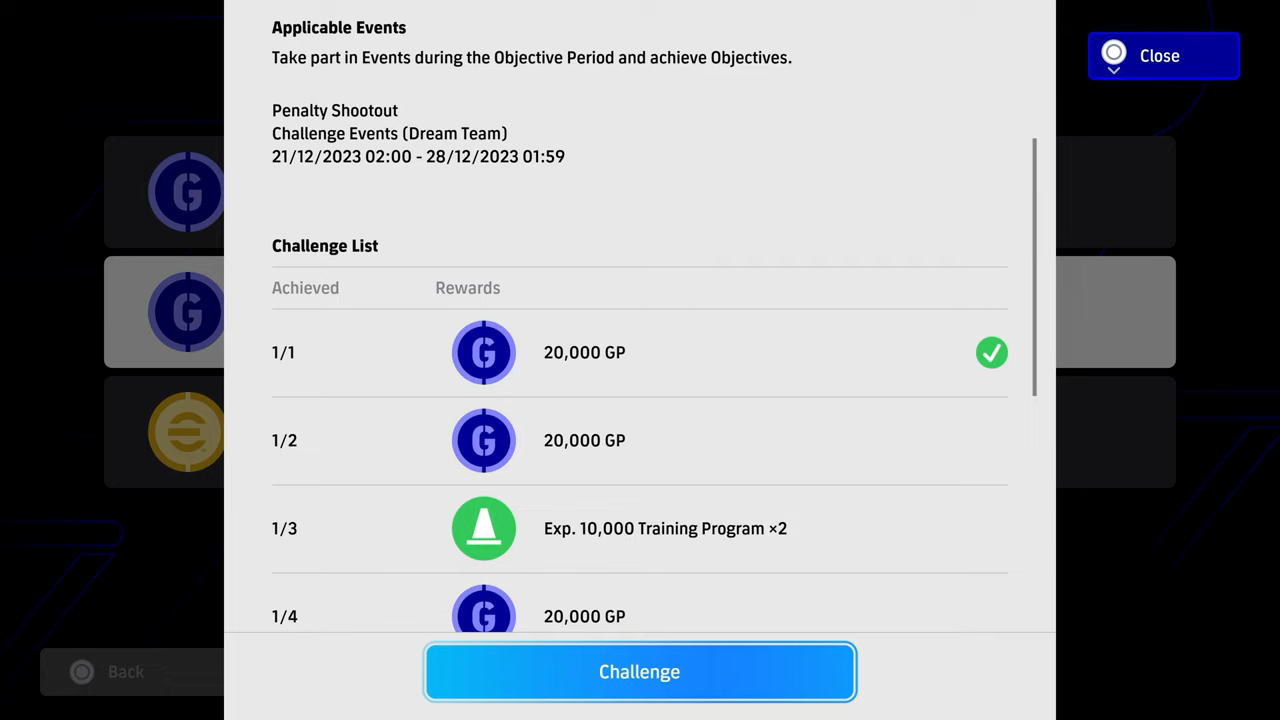 Applicable Events
Take part in Events during the Objective Period and achieve Objectives.
Close
Penalty Shootout
Challenge Events (Dream Team)
21/12/2023 02:00 - 28/12/2023 01:59
Challenge List
Achieved Rewards
1/1 20,000 GP
1/2 20,000 GP
1/3 Exp. 10,000 Training Program ×2
1/4 20,000 GP
Challenge
Back